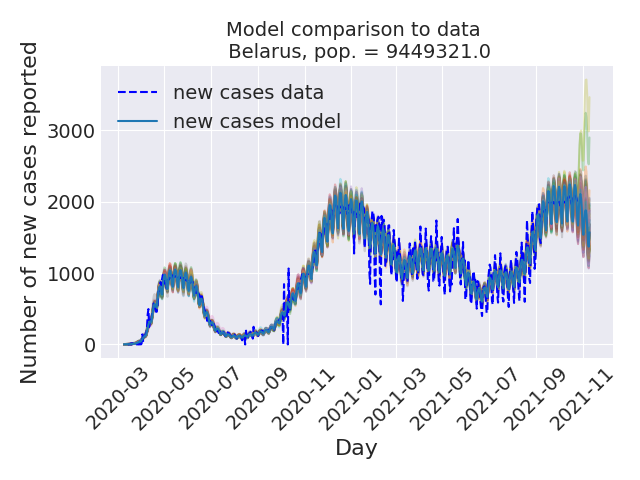 Model comparison to data
Belarus, pop. = 9449321.0
Number of new cases reported
new cases data
new cases model
3000
2000
1000
0
2020-03
2020-05
2020-07
2020-09
2020-11
2021-01
2021-03
2021-05
2021-07
2021-09
2021-11
Day